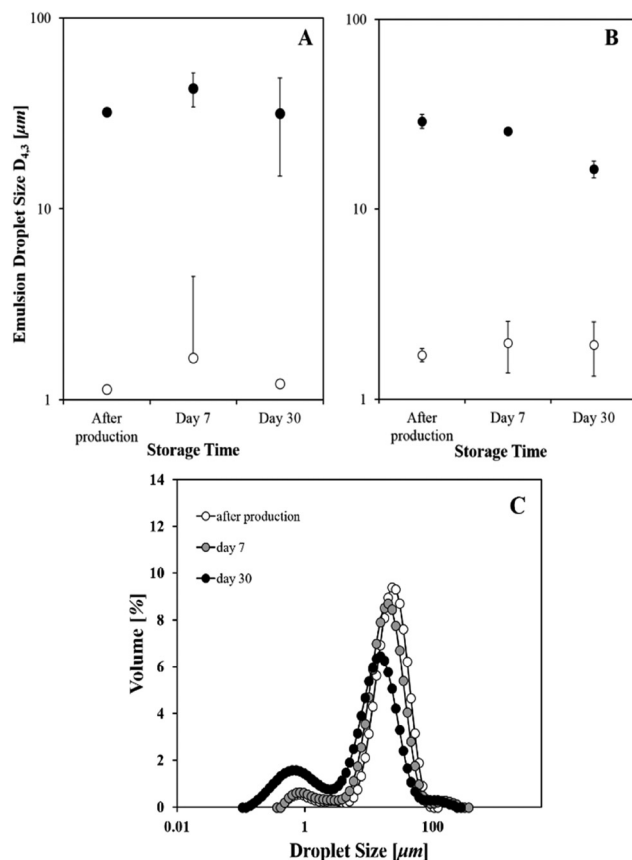 100
A
10
1
Emulsion Droplet Size D4,3 [µm]
After production
Day 7
Day 30
Storage Time
100
B
10
1
After production
Day 7
Day 30
Storage Time
14
12
10
8
6
4
2
0
Volume [%]
C
after production
day 7
day 30
0.01
1
100
Droplet Size [µm]